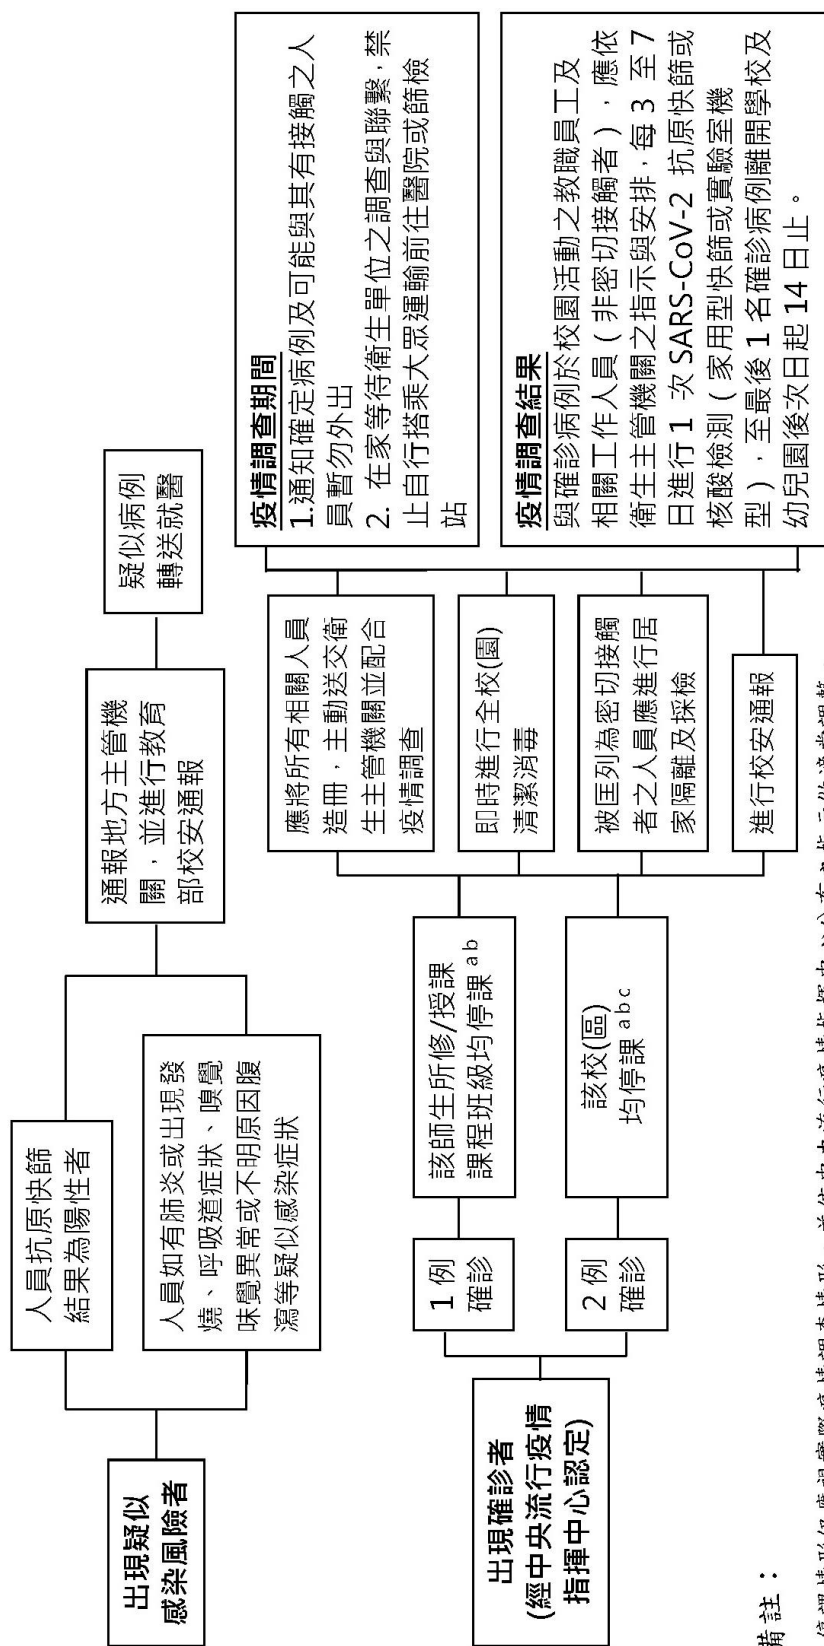 出現疑似
感染風險者
人員抗原快篩
結果為陽性者
人員如有肺炎或出現發
燒、呼吸道症狀、嗅覺
味覺異常或不明原因腹
瀉等疑似感染症狀
通報地方主管機
關，並進行教育
部校安通報
疑似病例
轉送就醫
出現確診者
(經中央流行疫情
指揮中心認定)
1 例
確診
該師生所修/授課
課程班級均停課 ab
2 例
確診
該校(區)
均停課 abc
應將所有相關人員
造冊，主動送交衛
生主管機關並配合
疫情調查
即時進行全校(園)
清潔消毒
被匡列為密切接觸
者之人員應進行居
家隔離及採檢
進行校安通報
疫情調查期間
1.通知確定病例及可能與其有接觸之人
員暫勿外出
2. 在家等待衛生單位之調查與聯繫，禁
止自行搭乘大眾運輸前往醫院或篩檢
站
疫情調查結果
與確診病例於校園活動之教職員工及
相關工作人員（非密切接觸者），應依
衛生主管機關之指示與安排，每 3 至 7
日進行 1 次 SARS-CoV-2 抗原快篩或
核酸檢測（家用型快篩或實驗室機
型），至最後 1 名確診病例離開學校及
幼兒園後次日起 14 日止。
備註：